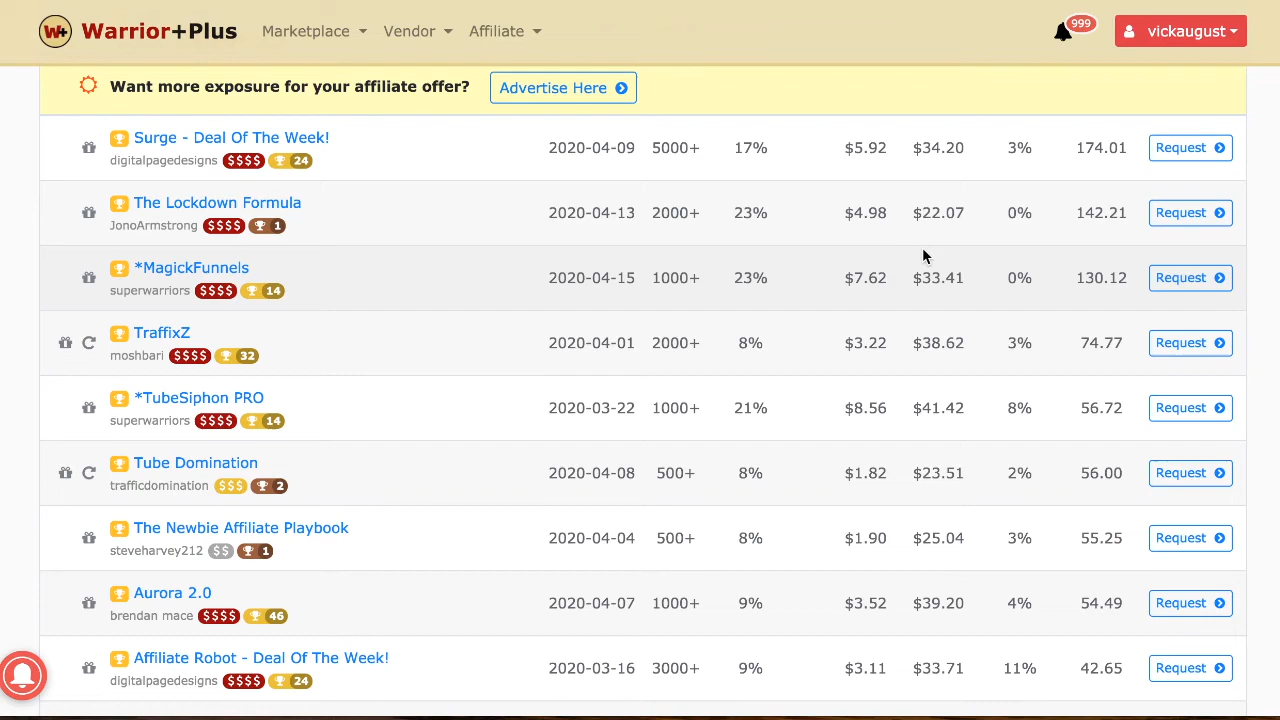 W+ Warrior+Plus Marketplace Vendor Affiliate 999 vickaugust
Want more exposure for your affiliate offer? Advertise Here
Surge - Deal Of The Week! 2020-04-09 5000+ 17% $5.92 $34.20 3% 174.01 Request
digitalpagedesigns $$$$ 24
The Lockdown Formula 2020-04-13 2000+ 23% $4.98 $22.07 0% 142.21 Request
JonoArmstrong $$$$ 1
*MagickFunnels 2020-04-15 1000+ 23% $7.62 $33.41 0% 130.12 Request
superwarriors $$$$ 14
TraffixZ 2020-04-01 2000+ 8% $3.22 $38.62 3% 74.77 Request
moshbari $$$$ 32
*TubeSiphon PRO 2020-03-22 1000+ 21% $8.56 $41.42 8% 56.72 Request
superwarriors $$$$ 14
Tube Domination 2020-04-08 500+ 8% $1.82 $23.51 2% 56.00 Request
trafficdomination $$$ 2
The Newbie Affiliate Playbook 2020-04-04 500+ 8% $1.90 $25.04 3% 55.25 Request
steveharvey212 $$ 1
Aurora 2.0 2020-04-07 1000+ 9% $3.52 $39.20 4% 54.49 Request
brendan mace $$$$ 46
Affiliate Robot - Deal Of The Week! 2020-03-16 3000+ 9% $3.11 $33.71 11% 42.65 Request
digitalpagedesigns $$$$ 24